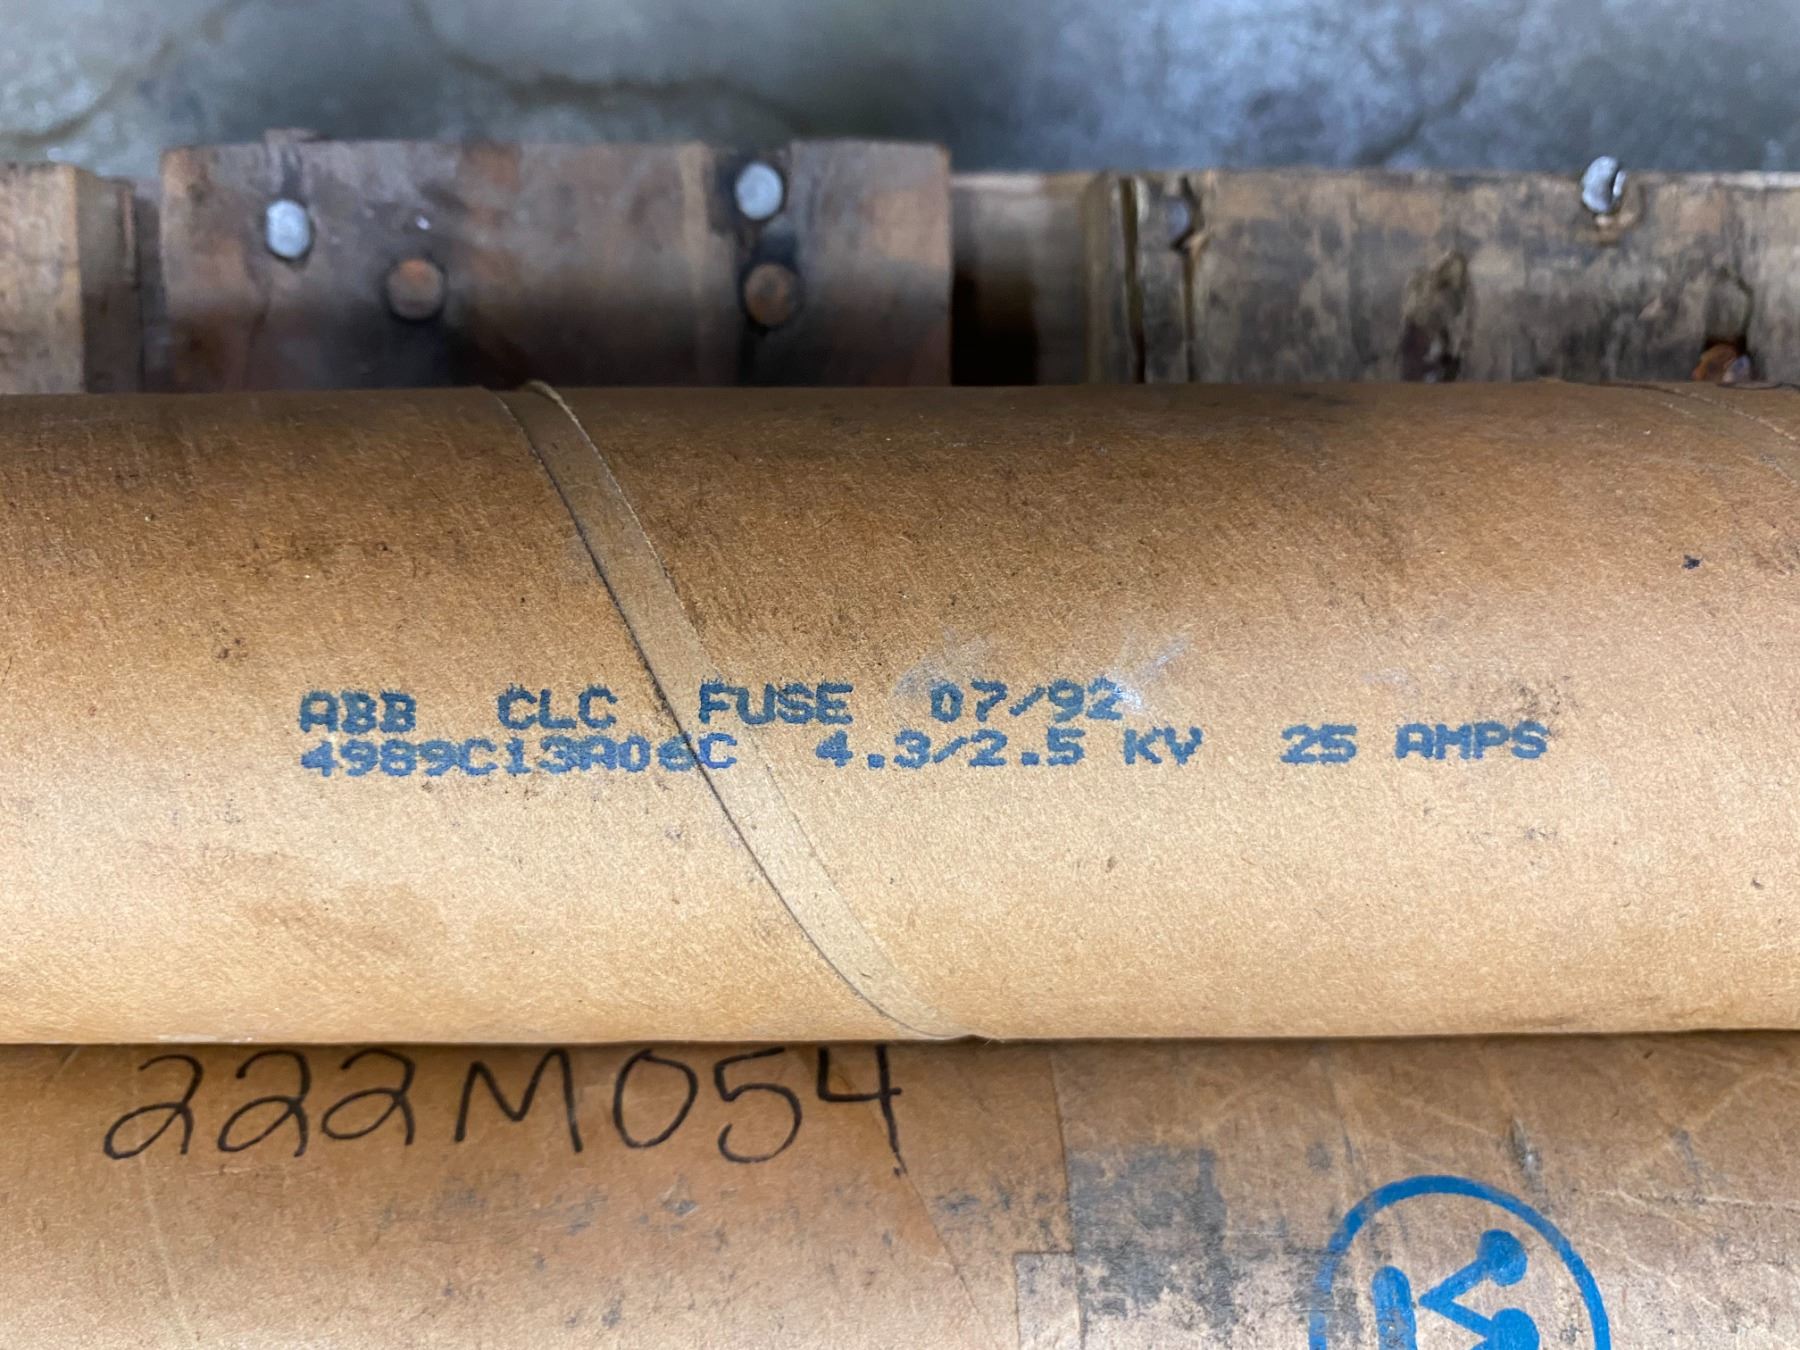 ABB CLC FUSE 07/92
4989C13A06C 4.3/2.5 KV 25 AMPS
222M054